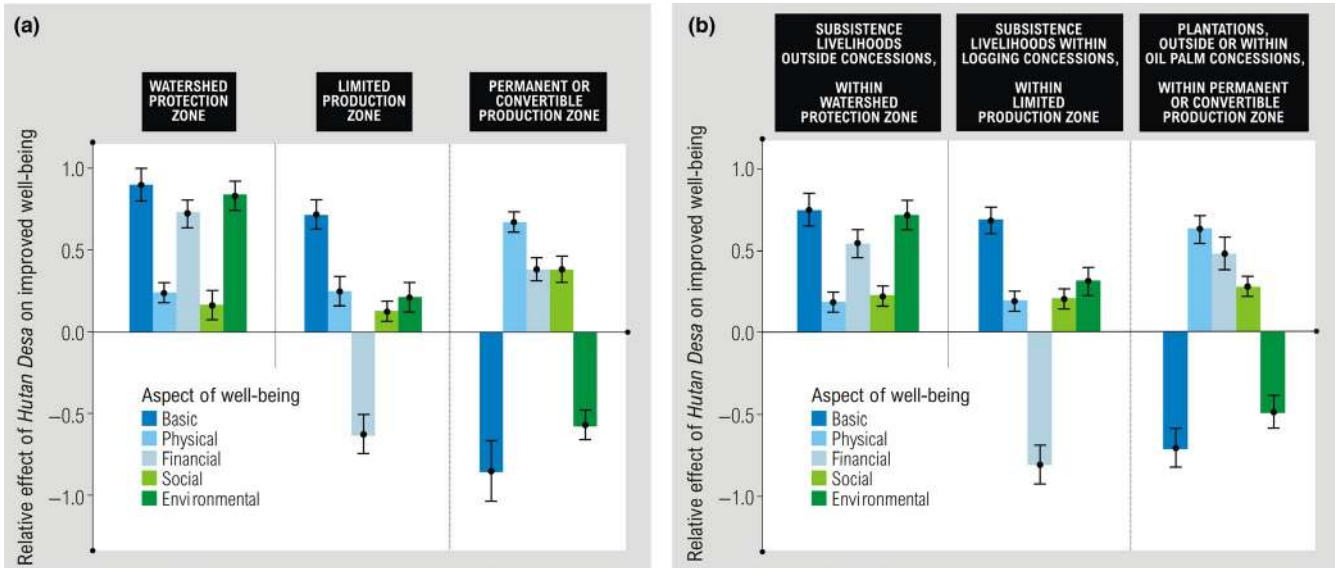 (a)
WATERSHED
PROTECTION
ZONE
LIMITED
PRODUCTION
ZONE
PERMANENT OR
CONVERTIBLE
PRODUCTION ZONE
Relative effect of Hutan Desa on improved well-being
1.0
0.5
0.0
−0.5
−1.0
Aspect of well-being
Basic
Physical
Financial
Social
Environmental
(b)
SUBSISTENCE
LIVELIHOODS
OUTSIDE CONCESSIONS,
WITHIN
WATERSHED
PROTECTION ZONE
SUBSISTENCE
LIVELIHOODS WITHIN
LOGGING CONCESSIONS,
WITHIN
LIMITED
PRODUCTION ZONE
PLANTATIONS,
OUTSIDE OR WITHIN
OIL PALM CONCESSIONS,
WITHIN PERMANENT
OR CONVERTIBLE
PRODUCTION ZONE
Relative effect of Hutan Desa on improved well-being
1.0
0.5
0.0
−0.5
−1.0
Aspect of well-being
Basic
Physical
Financial
Social
Environmental